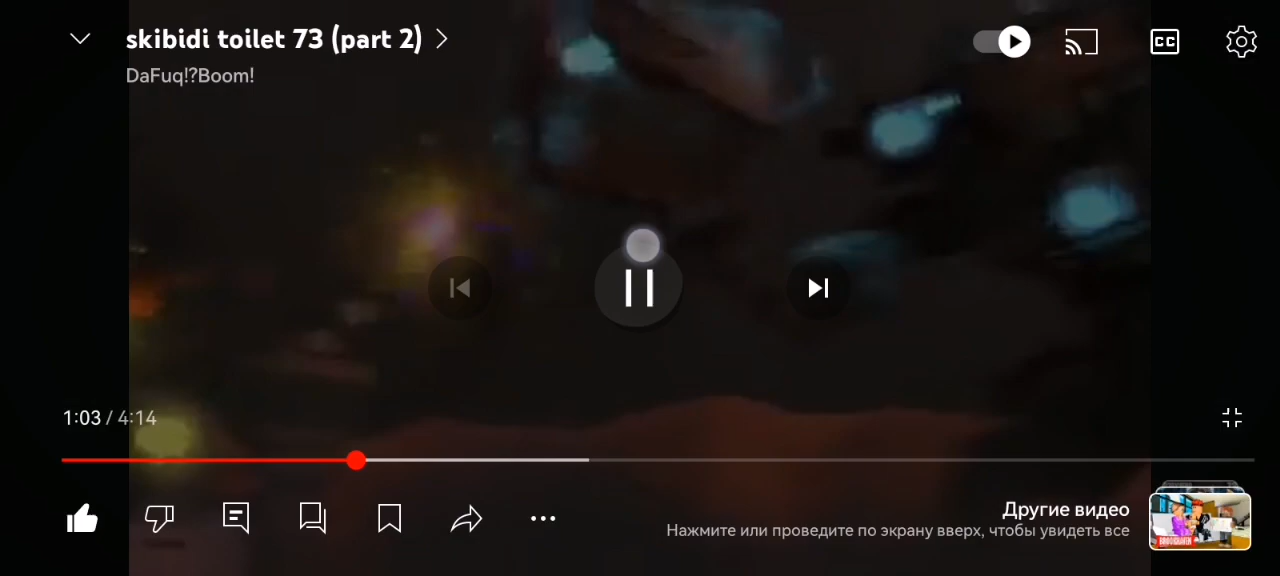 skibidi toilet 73 (part 2)
DaFuq!?Boom!
CC
1:03 / 4:14
Другие видео
Нажмите или проведите по экрану вверх, чтобы увидеть все